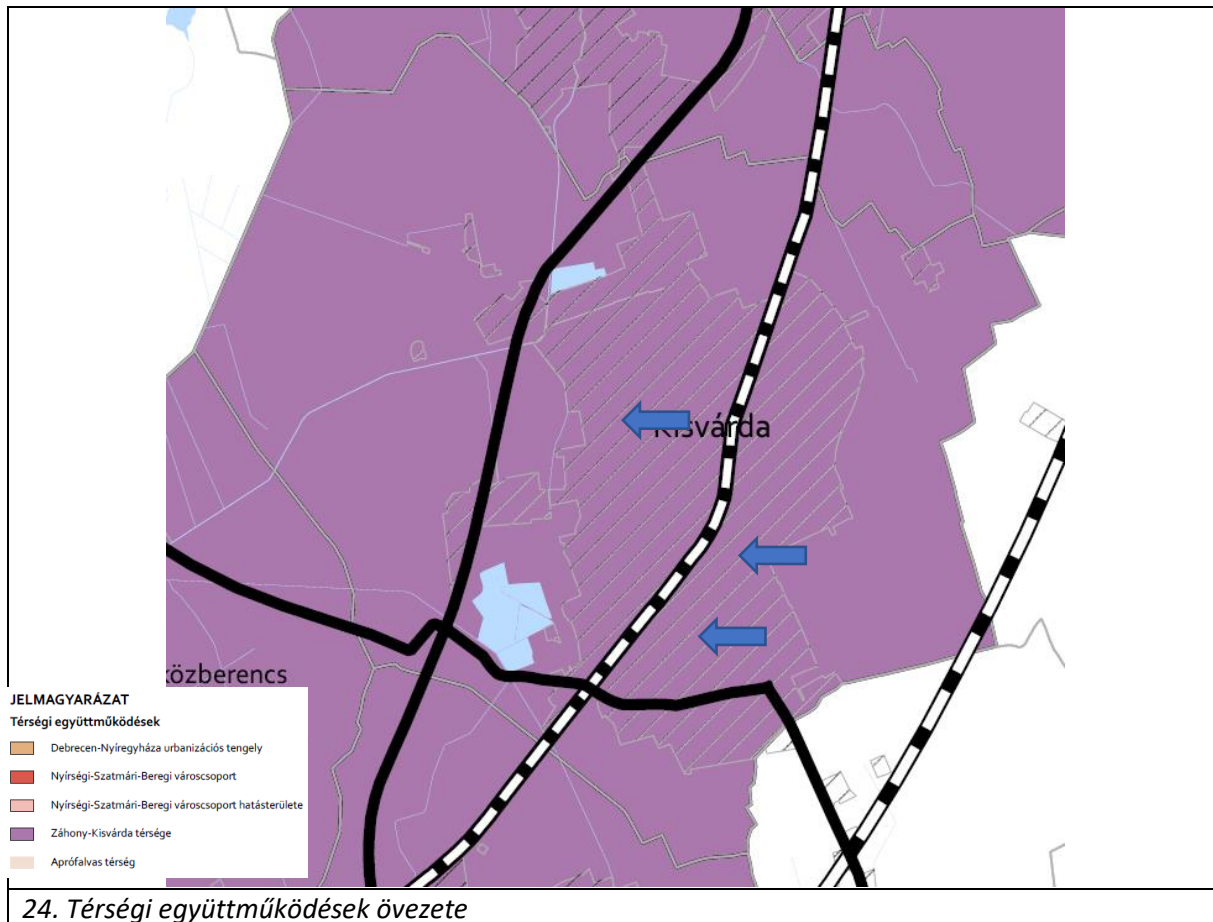 Kisvárda
közberencs
JELMAGYARÁZAT
Térségi együttműködések
Debrecen-Nyíregyháza urbanizációs tengely
Nyírségi-Szatmári-Beregi városcsoport
Nyírségi-Szatmári-Beregi városcsoport hatásterülete
Záhony-Kisvárda térsége
Aprófalvas térség
24. Térségi együttműködések övezete